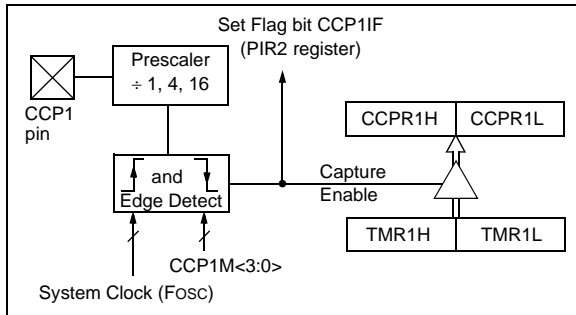 Set Flag bit CCP1IF
(PIR2 register)
Prescaler
÷ 1, 4, 16
CCP1
pin
CCPR1H
CCPR1L
and
Edge Detect
Capture
Enable
TMR1H
TMR1L
CCP1M<3:0>
System Clock (FOSC)